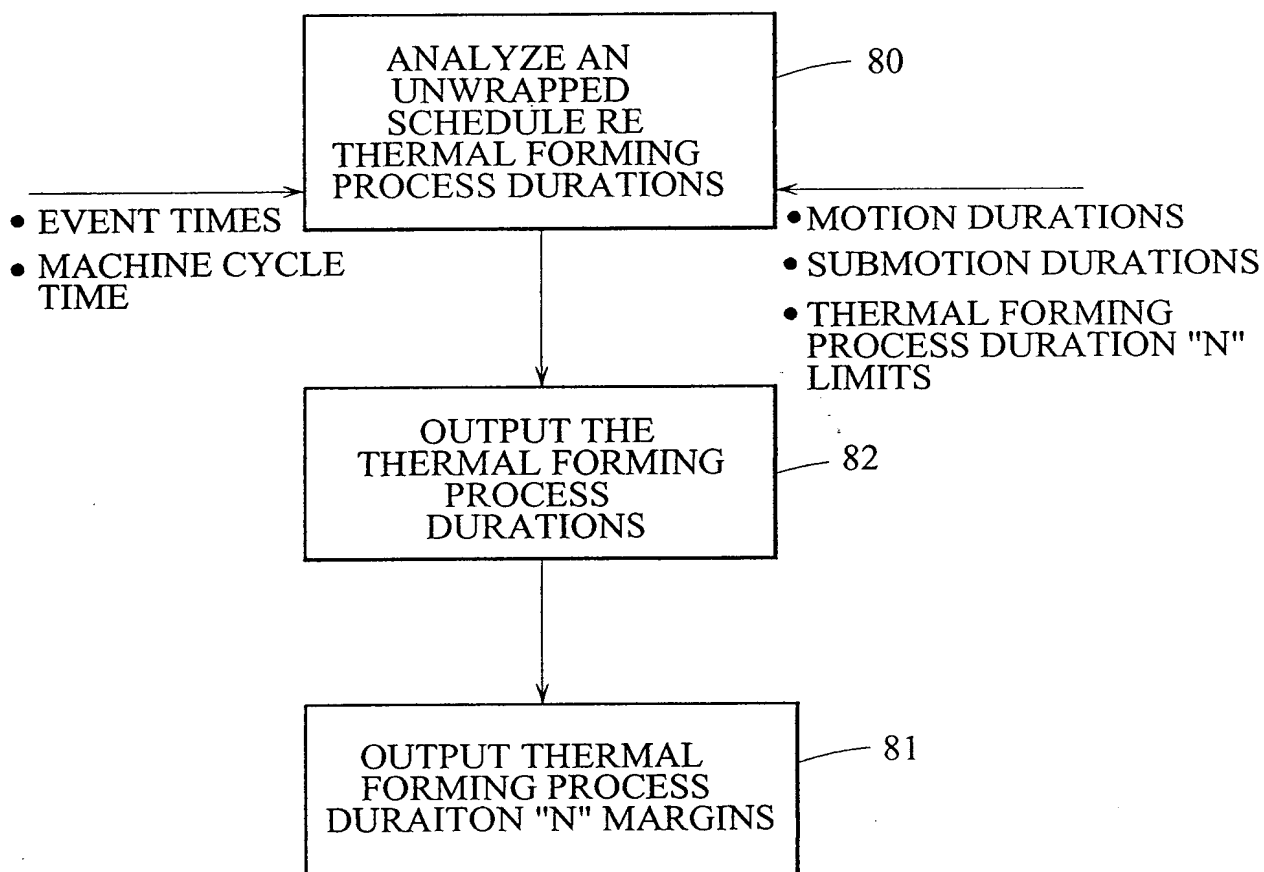 ANALYZE AN
UNWRAPPED
SCHEDULE RE
THERMAL FORMING
PROCESS DURATIONS
80
• EVENT TIMES
• MACHINE CYCLE
TIME
• MOTION DURATIONS
• SUBMOTION DURATIONS
• THERMAL FORMING
PROCESS DURATION "N"
LIMITS
OUTPUT THE
THERMAL FORMING
PROCESS
DURATIONS
82
OUTPUT THERMAL
FORMING PROCESS
DURAITON "N" MARGINS
81